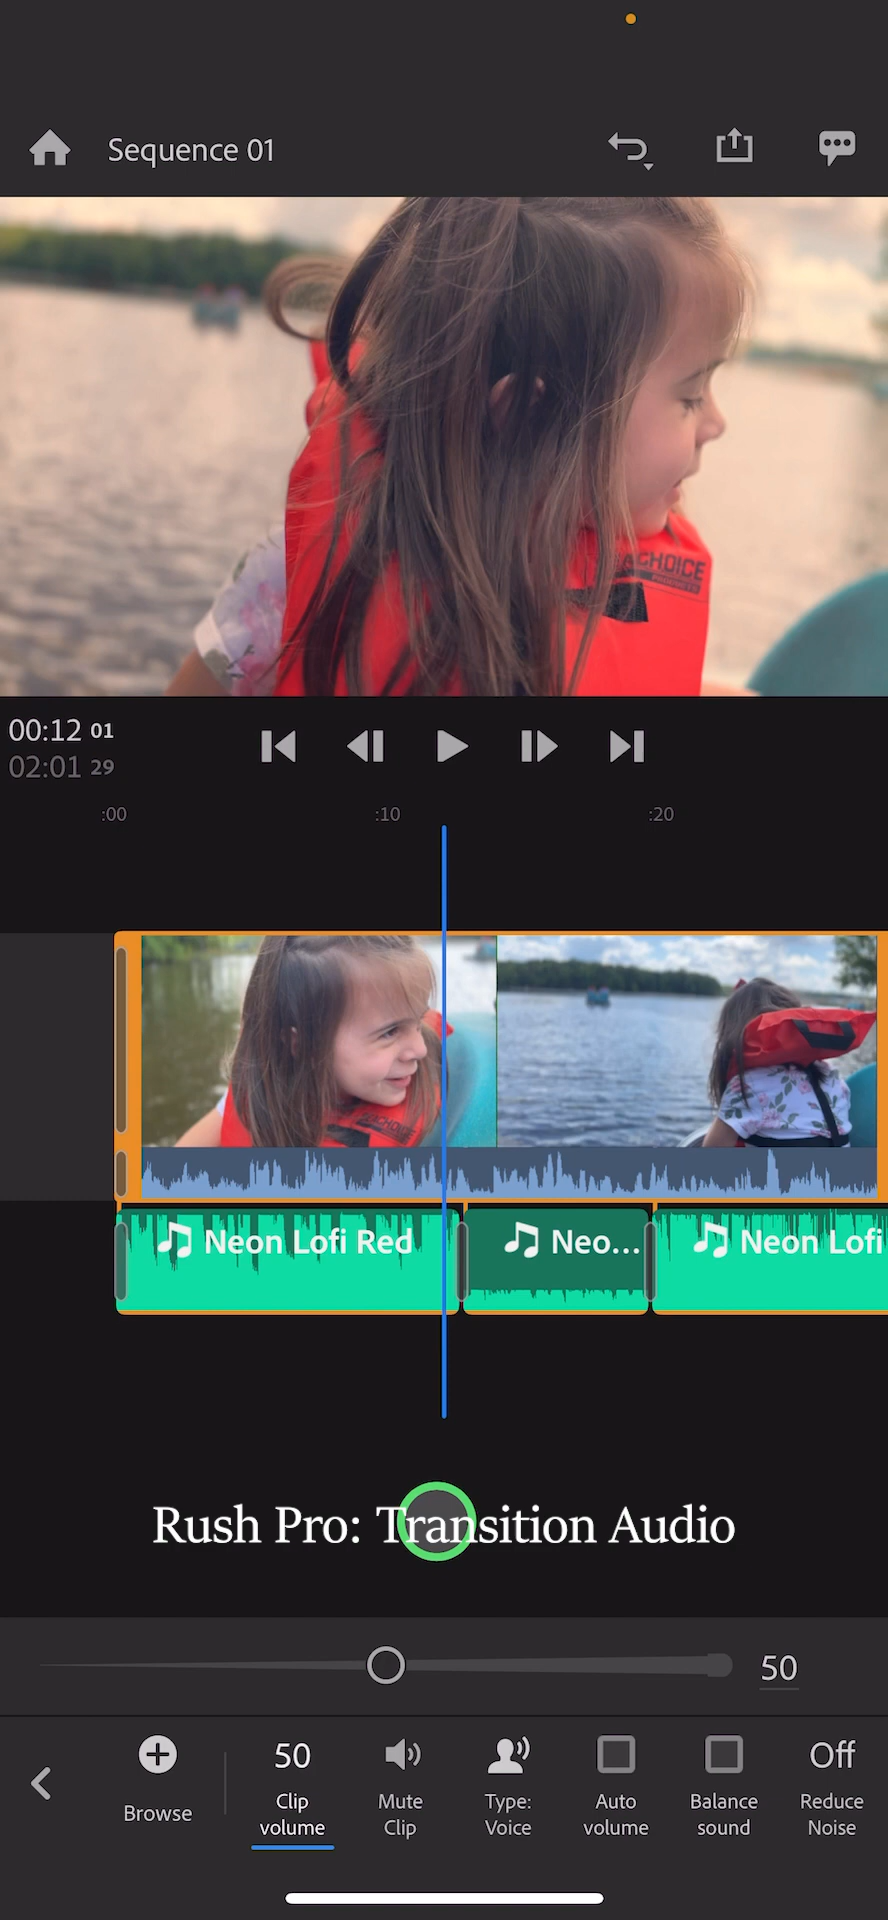 Sequence 01
CHOICE
PRODUCTS
00:12 01
02:01 29
:00
:10
:20
CHOICE
Neon Lofi Red
Neo...
Neon Lofi
Rush Pro: Transition Audio
50
Browse
50
Clip
volume
Mute
Clip
Type:
Voice
Auto
volume
Balance
sound
Off
Reduce
Noise